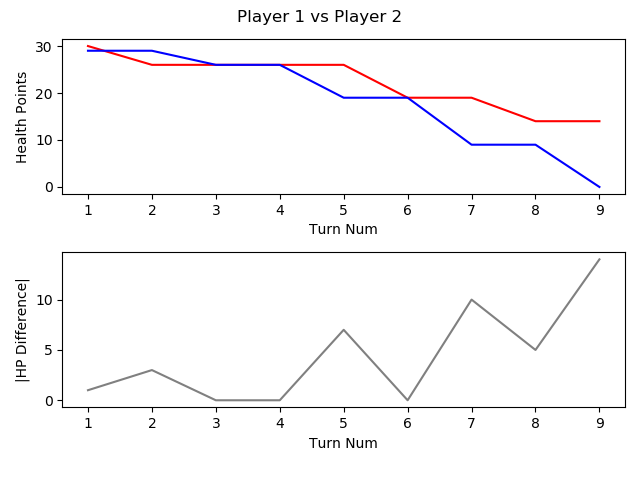 Player 1 vs Player 2
Health Points
30
20
10
0
1 2 3 4 5 6 7 8 9
Turn Num
|HP Difference|
10
5
0
1 2 3 4 5 6 7 8 9
Turn Num